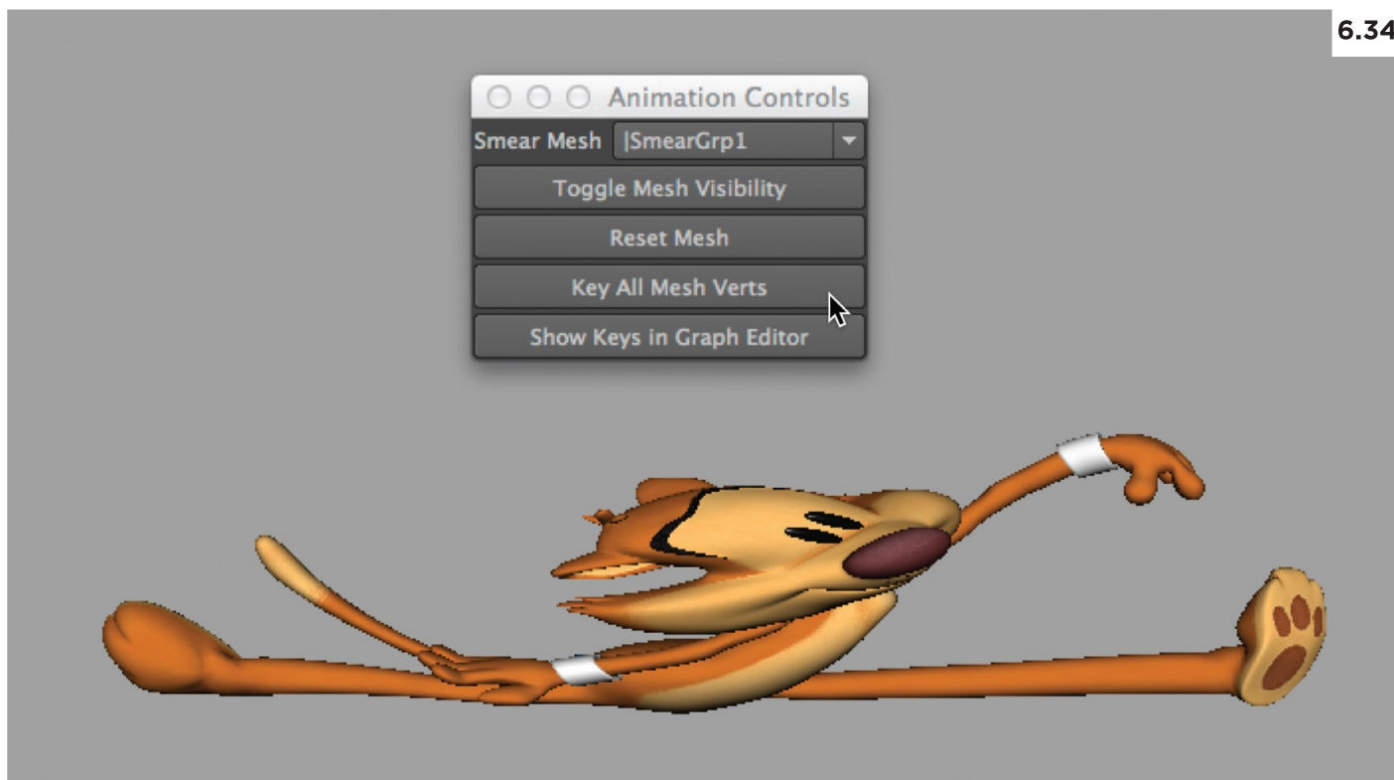 6.34
Animation Controls
Smear Mesh |SmearGrp1
Toggle Mesh Visibility
Reset Mesh
Key All Mesh Verts
Show Keys in Graph Editor